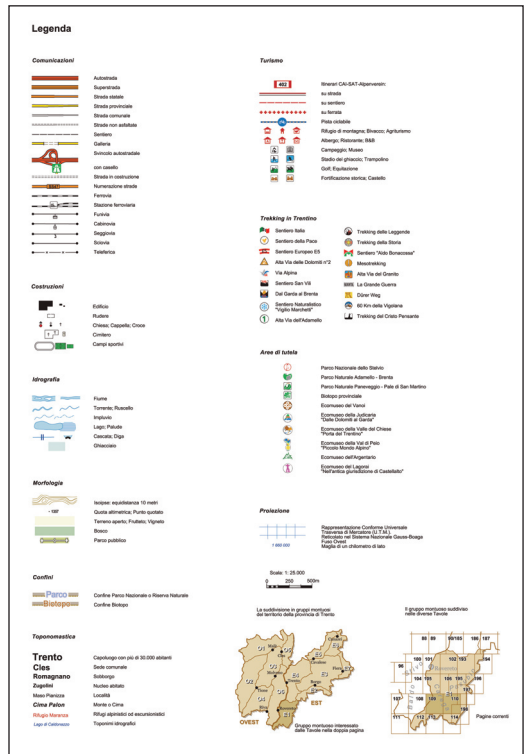 Legenda
Comunicazioni
Autostrada
Superstrada
Strada statale
Strada provinciale
Strada comunale
Strade non asfaltate
Sentiero
Galleria
Svincolo autostradale
con casello
Strada in costruzione
Numerazione strade
Ferrovia
Stazione ferroviaria
Funivia
Cabinovia
Seggiovia
Sciovia
Teleferica
Costruzioni
Edificio
Rudere
Chiesa; Cappella; Croce
Cimitero
Campi sportivi
Idrografia
Fiume
Torrente; Ruscello
Impluvio
Lago; Palude
Cascata; Diga
Ghiacciaio
Morfologia
Isoipse: equidistanza 10 metri
Quota altimetrica; Punto quotato
Terreno aperto; Frutteto; Vigneto
Bosco
Parco pubblico
Confini
Parco
Confine Parco Nazionale o Riserva Naturale
Biotopo
Confine Biotopo
Toponomastica
Trento
Capoluogo con più di 30.000 abitanti
Cles
Sede comunale
Romagnano
Sobborgo
Zugolini
Nucleo abitato
Maso Pianizza
Località
Cima Palon
Monte o Cima
Rifugio Maranza
Rifugi alpinistici od escursionistici
Lago di Caldonazzo
Toponimi idrografici
Turismo
402
Itinerari CAI-SAT-Alpenverein:
su strada
su sentiero
su ferrata
Pista ciclabile
Rifugio di montagna; Bivacco; Agriturismo
Albergo; Ristorante; B&B
Campeggio; Museo
Stadio del ghiaccio; Trampolino
Golf; Equitazione
Fortificazione storica; Castello
Trekking in Trentino
Sentiero Italia
Sentiero della Pace
Sentiero Europeo E5
Alta Via delle Dolomiti n°2
Via Alpina
Sentiero San Vili
Dal Garda al Brenta
Sentiero Naturalistico
"Vigilio Marchetti"
Alta Via dell'Adamello
Trekking delle Leggende
Trekking della Storia
Sentiero "Aldo Bonacossa"
Mesotrekking
Alta Via del Granito
La Grande Guerra
Dürer Weg
60 Km della Vigolana
Trekking del Cristo Pensante
Aree di tutela
Parco Nazionale dello Stelvio
Parco Naturale Adamello - Brenta
Parco Naturale Paneveggio - Pale di San Martino
Biotopo provinciale
Ecomuseo del Vanoi
Ecomuseo della Judicaria
"Dalle Dolomiti al Garda"
Ecomuseo della Valle del Chiese
"Porta del Trentino"
Ecomuseo della Val di Peio
"Piccolo Mondo Alpino"
Ecomuseo dell'Argentario
Ecomuseo del Lagorai
"Nell'antica giurisdizione di Castellalto"
Proiezione
Rappresentazione Conforme Universale
Trasversa di Mercatore (U.T.M.)
Reticolato nel Sistema Nazionale Gauss-Boaga
Fuso Ovest
Maglia di un chilometro di lato
Scala: 1: 25.000
0 250 500m
La suddivisione in gruppi montuosi
del territorio della provincia di Trento
OVEST
EST
Gruppo montuoso interessato
dalle Tavole nella doppia pagina
Il gruppo montuoso suddiviso
nelle diverse Tavole
Pagine correnti